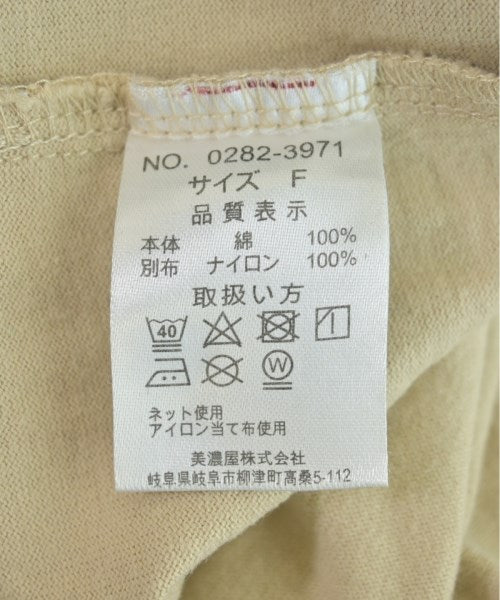 NO. 0282-3971
サイズ F
品質表示
本体 綿 100%
別布 ナイロン 100%
取扱い方
40
W
ネット使用
アイロン当て布使用
美濃屋株式会社
岐阜県岐阜市柳津町高桑5-112